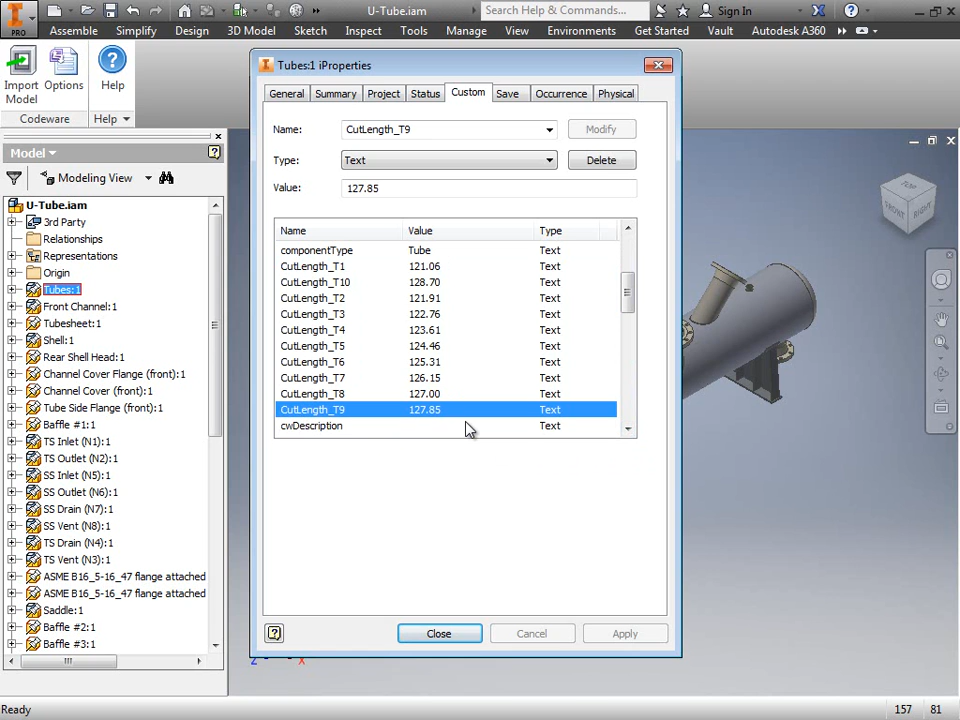 U-Tube.iam
Search Help & Commands...
Sign In
PRO
Assemble Simplify Design 3D Model Sketch Inspect Tools Manage View Environments Get Started Vault Autodesk A360
Import Model
Options
Help
Codeware
Help
Model
Modeling View
U-Tube.iam
3rd Party
Relationships
Representations
Origin
Tubes:1
Front Channel:1
Tubesheet:1
Shell:1
Rear Shell Head:1
Channel Cover Flange (front):1
Channel Cover (front):1
Tube Side Flange (front):1
Baffle #1:1
TS Inlet (N1):1
TS Outlet (N2):1
SS Inlet (N5):1
SS Outlet (N6):1
SS Drain (N7):1
SS Vent (N8):1
TS Drain (N4):1
TS Vent (N3):1
ASME B16_5-16_47 flange attached
ASME B16_5-16_47 flange attached
Saddle:1
Baffle #2:1
Baffle #3:1
Tubes:1 iProperties
General Summary Project Status Custom Save Occurrence Physical
Name: CutLength_T9 Modify
Type: Text Delete
Value: 127.85
Name Value Type
componentType Tube Text
CutLength_T1 121.06 Text
CutLength_T10 128.70 Text
CutLength_T2 121.91 Text
CutLength_T3 122.76 Text
CutLength_T4 123.61 Text
CutLength_T5 124.46 Text
CutLength_T6 125.31 Text
CutLength_T7 126.15 Text
CutLength_T8 127.00 Text
CutLength_T9 127.85 Text
cwDescription Text
Close Cancel Apply
TOP
FRONT
RIGHT
Z X
Ready
157 81